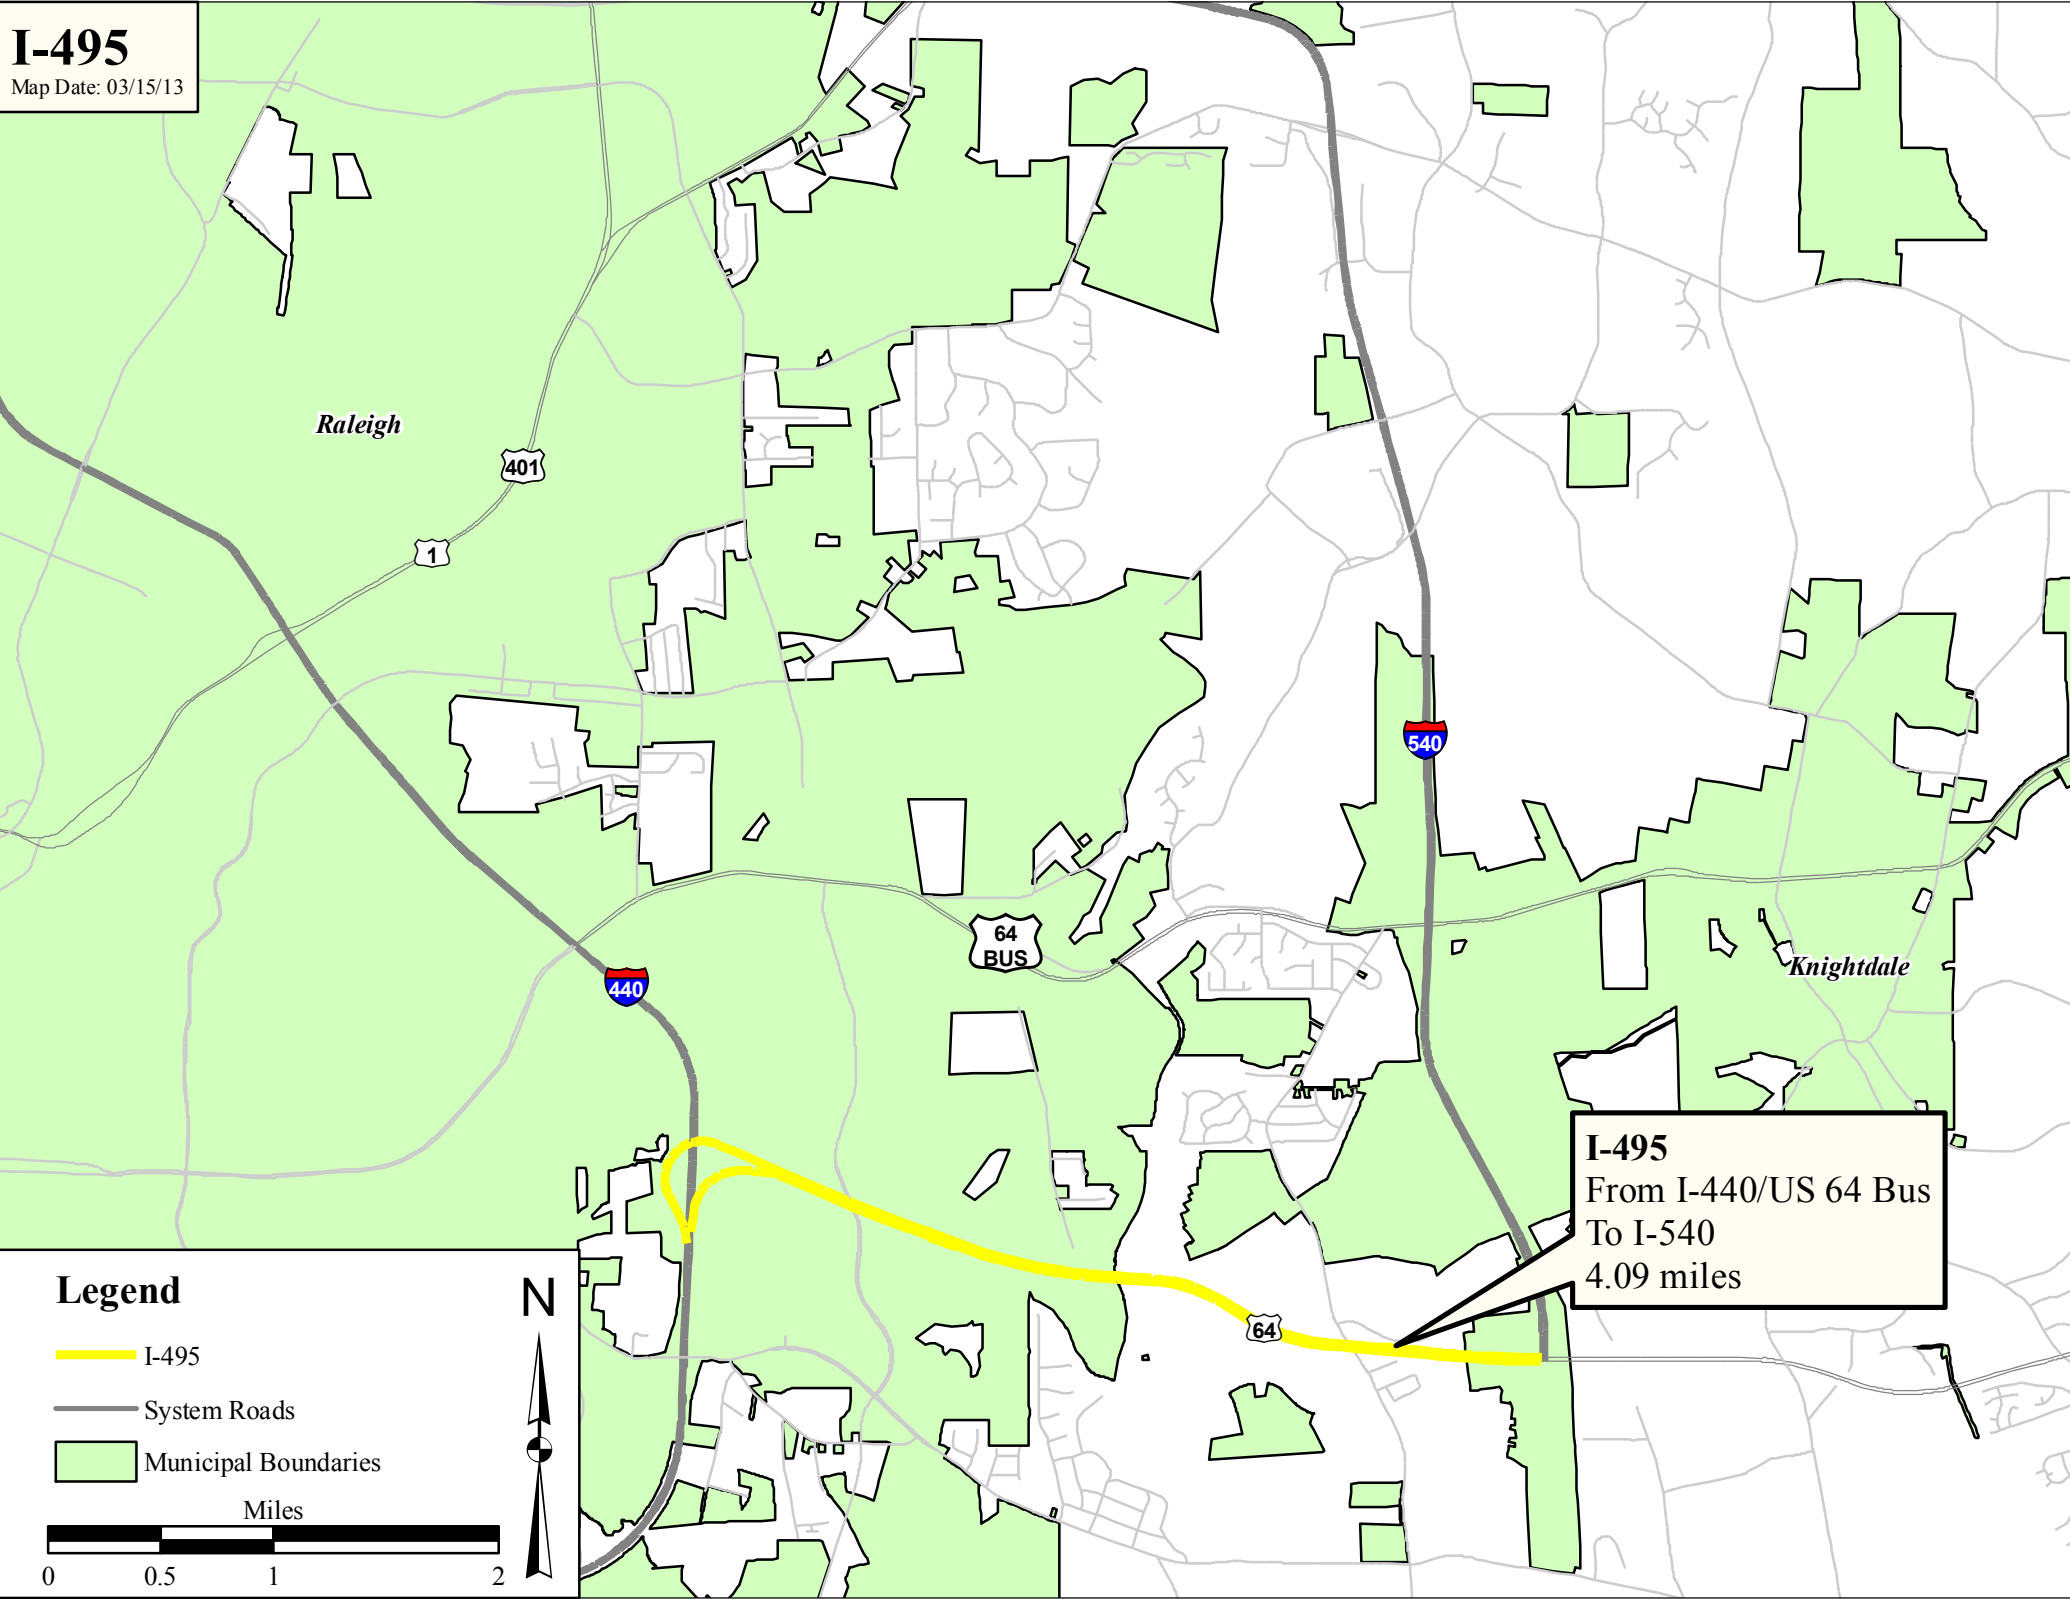 I-495
Map Date: 03/15/13
Raleigh
401
1
540
64
BUS
Knightdale
440
I-495
From I-440/US 64 Bus
To I-540
4.09 miles
64
Legend
N
I-495
System Roads
Municipal Boundaries
Miles
0 0.5 1 2